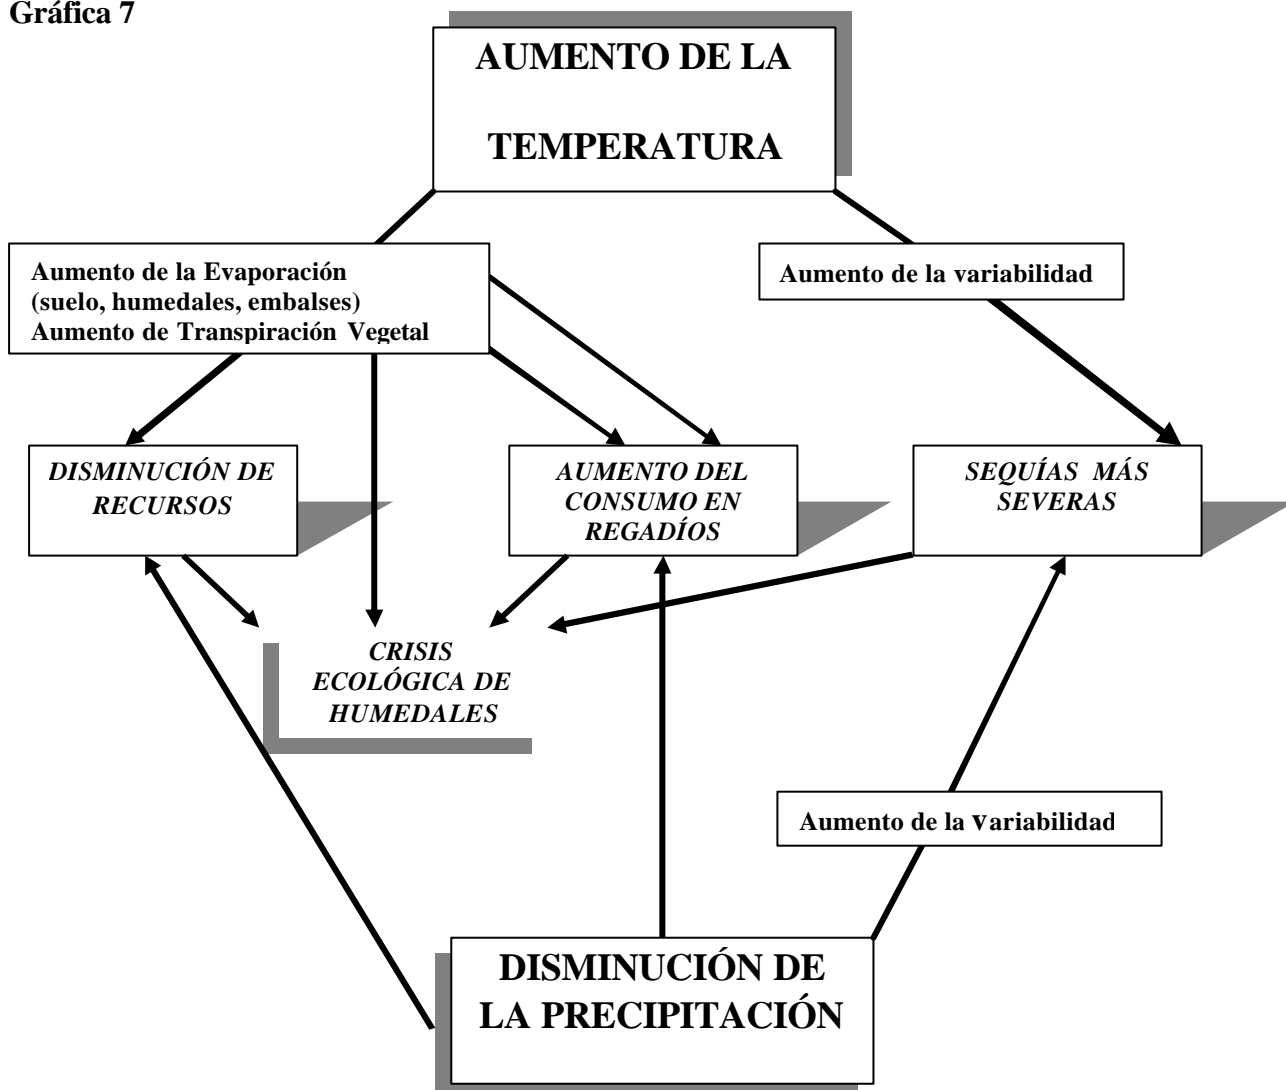 Gráfica 7
AUMENTO DE LA
TEMPERATURA
Aumento de la Evaporación
(suelo, humedales, embalses)
Aumento de Transpiración Vegetal
Aumento de la variabilidad
DISMINUCIÓN DE
RECURSOS
AUMENTO DEL
CONSUMO EN
REGADÍOS
SEQUÍAS MÁS
SEVERAS
CRISIS
ECOLÓGICA DE
HUMEDALES
Aumento de la variabilidad
DISMINUCIÓN DE
LA PRECIPITACIÓN